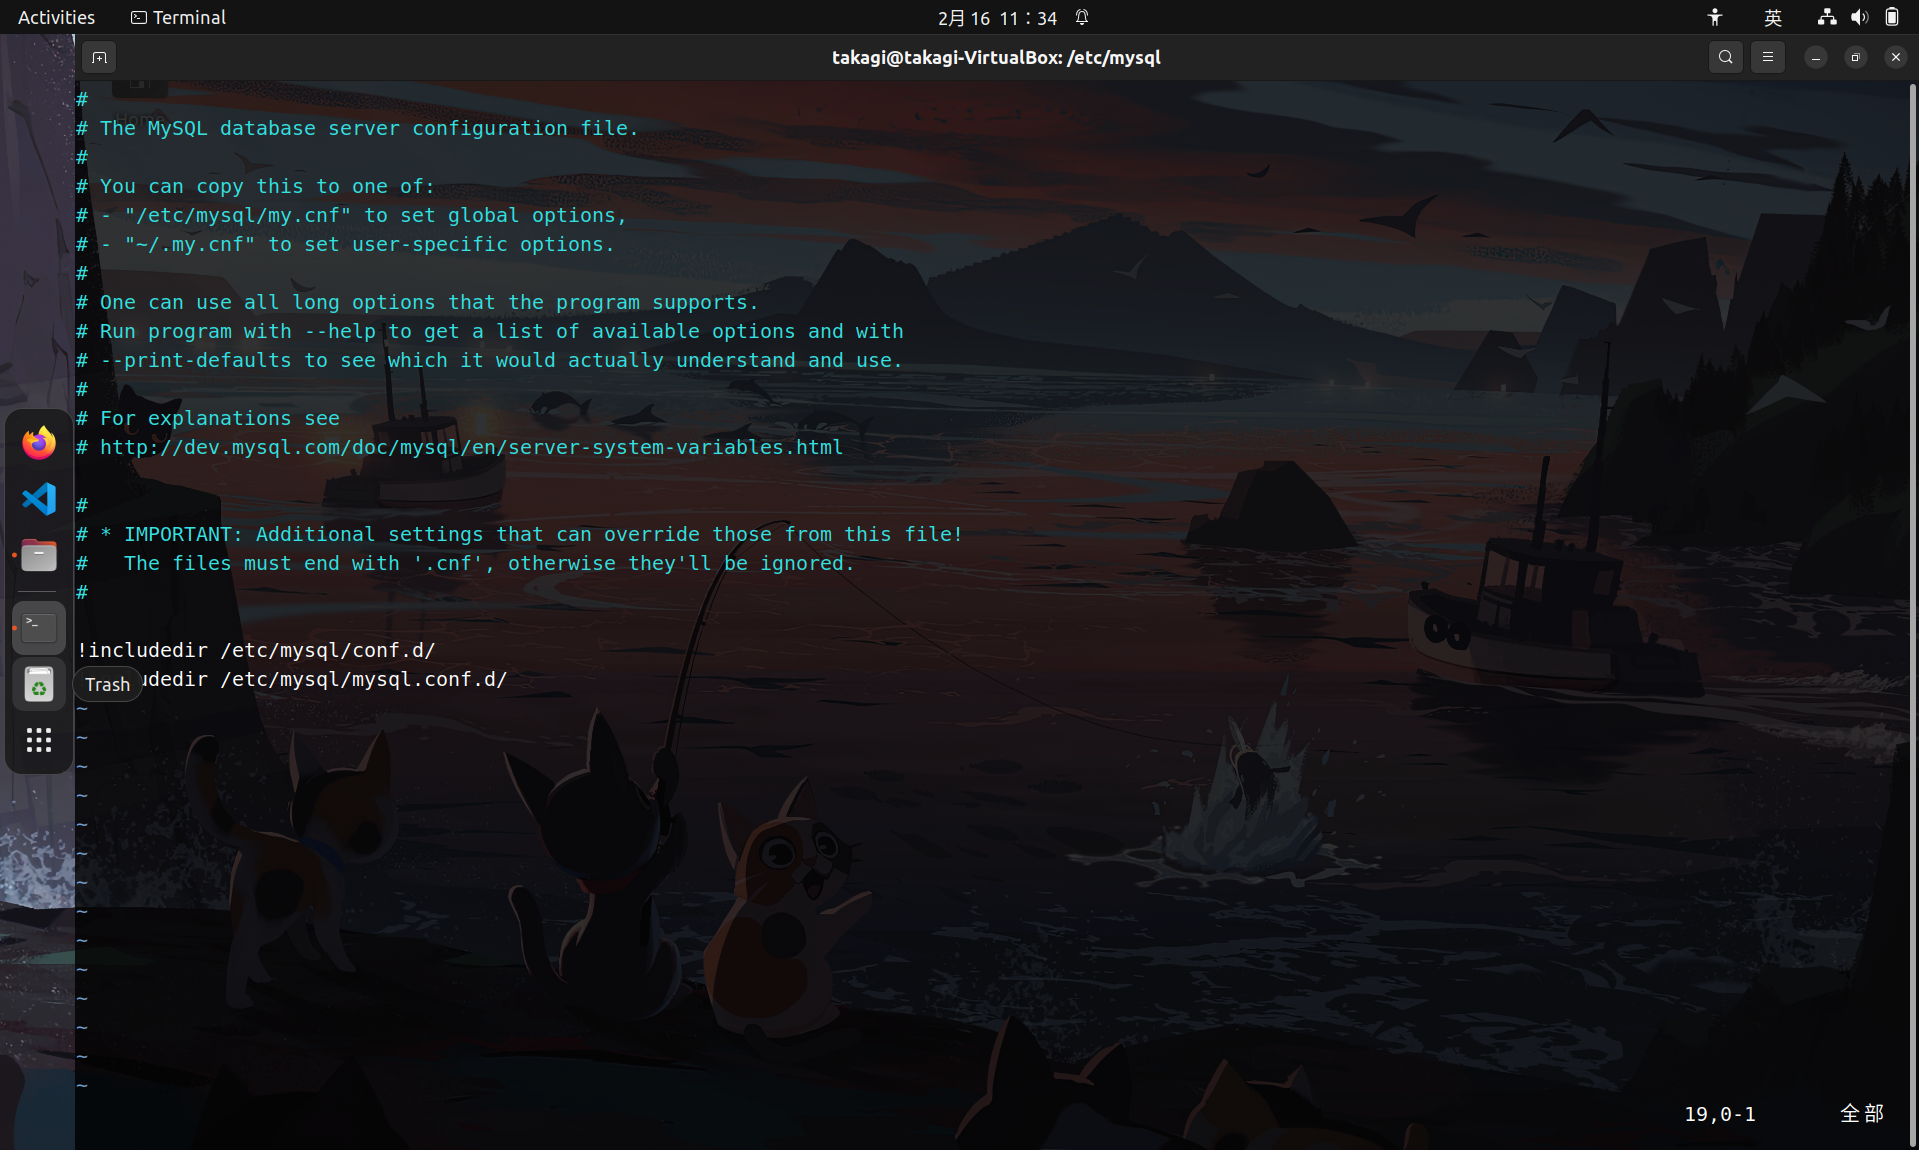 Activities
Terminal
2月 16 11：34
英
takagi@takagi-VirtualBox: /etc/mysql
Home
#
# The MySQL database server configuration file.
#
# You can copy this to one of:
# - "/etc/mysql/my.cnf" to set global options,
# - "~/.my.cnf" to set user-specific options.
#
# One can use all long options that the program supports.
# Run program with --help to get a list of available options and with
# --print-defaults to see which it would actually understand and use.
#
# For explanations see
# http://dev.mysql.com/doc/mysql/en/server-system-variables.html
#
# * IMPORTANT: Additional settings that can override those from this file!
#   The files must end with '.cnf', otherwise they'll be ignored.
#
!includedir /etc/mysql/conf.d/
udedir /etc/mysql/mysql.conf.d/
Trash
~
~
~
~
~
~
~
~
~
~
~
~
~
~
19,0-1 全部